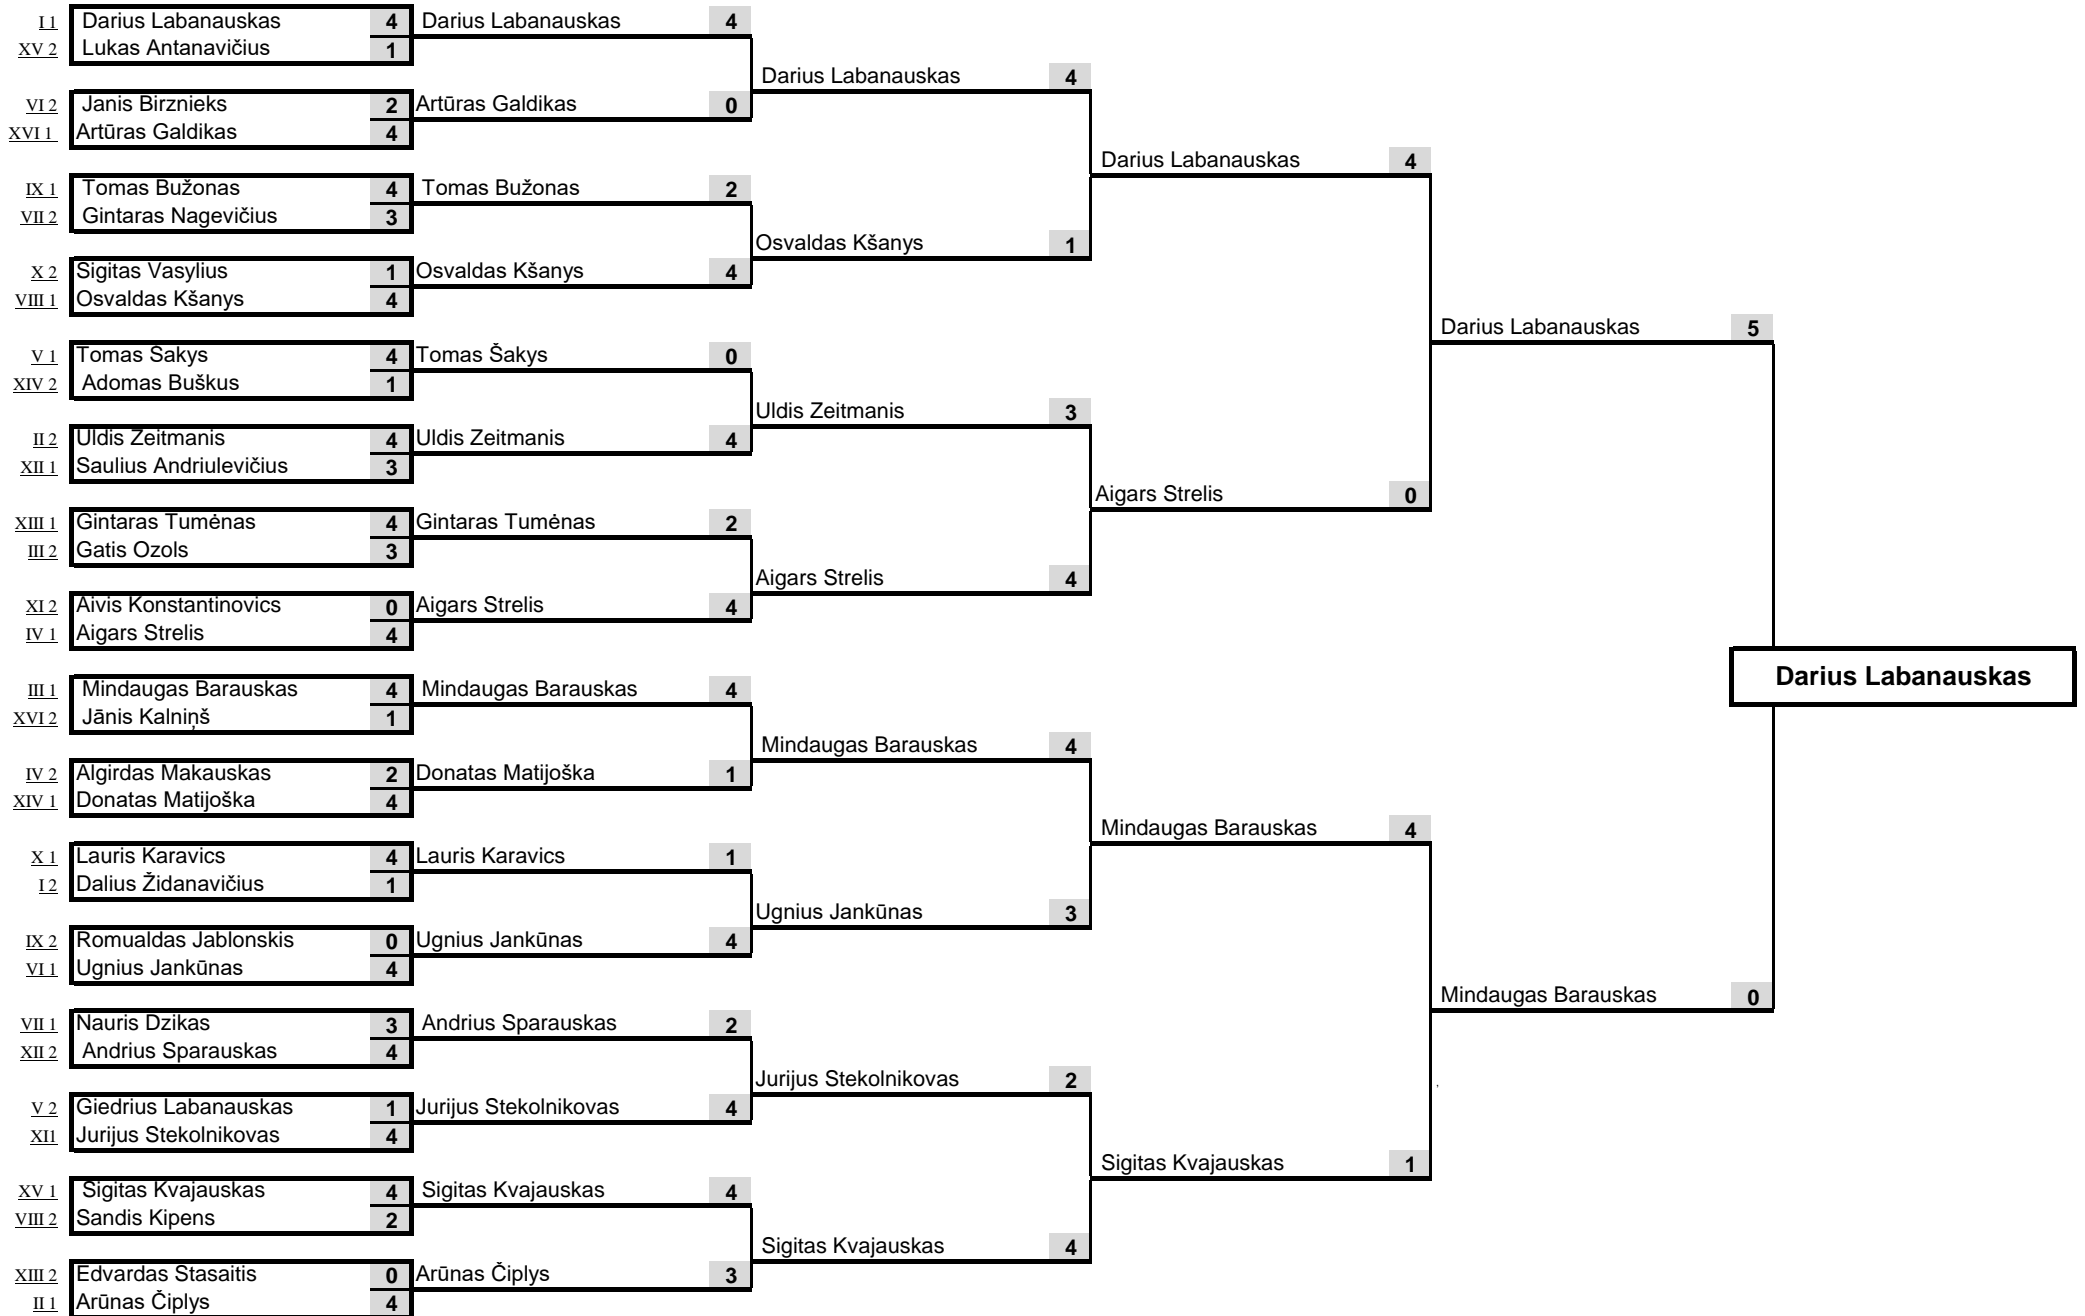 I 1 Darius Labanauskas 4 Darius Labanauskas 4
XV 2 Lukas Antanavičius 1
Darius Labanauskas 4
VI 2 Janis Birznieks 2 Artūras Galdikas 0
XVI 1 Artūras Galdikas 4
Darius Labanauskas 4
IX 1 Tomas Bužonas 4 Tomas Bužonas 2
VII 2 Gintaras Nagevičius 3
Osvaldas Kšanys 1
X 2 Sigitas Vasylius 1 Osvaldas Kšanys 4
VIII 1 Osvaldas Kšanys 4
Darius Labanauskas 5
V 1 Tomas Šakys 4 Tomas Šakys 0
XIV 2 Adomas Buškus 1
Uldis Zeitmanis 3
II 2 Uldis Zeitmanis 4 Uldis Zeitmanis 4
XII 1 Saulius Andriulevičius 3
Aigars Strelis 0
XIII 1 Gintaras Tumėnas 4 Gintaras Tumėnas 2
III 2 Gatis Ozols 3
Aigars Strelis 4
XI 2 Aivis Konstantinovics 0 Aigars Strelis 4
IV 1 Aigars Strelis 4
Darius Labanauskas
III 1 Mindaugas Barauskas 4 Mindaugas Barauskas 4
XVI 2 Jānis Kalniņš 1
Mindaugas Barauskas 4
IV 2 Algirdas Makauskas 2 Donatas Matijoška 1
XIV 1 Donatas Matijoška 4
Mindaugas Barauskas 4
X 1 Lauris Karavics 4 Lauris Karavics 1
I 2 Dalius Židanavičius 1
Ugnius Jankūnas 3
IX 2 Romualdas Jablonskis 0 Ugnius Jankūnas 4
VI 1 Ugnius Jankūnas 4
Mindaugas Barauskas 0
VII 1 Nauris Dzikas 3 Andrius Sparauskas 2
XII 2 Andrius Sparauskas 4
Jurijus Stekolnikovas 2
V 2 Giedrius Labanauskas 1 Jurijus Stekolnikovas 4
XI1 Jurijus Stekolnikovas 4
Sigitas Kvajauskas 1
XV 1 Sigitas Kvajauskas 4 Sigitas Kvajauskas 4
VIII 2 Sandis Kipens 2
Sigitas Kvajauskas 4
XIII 2 Edvardas Stasaitis 0 Arūnas Čiplys 3
II 1 Arūnas Čiplys 4